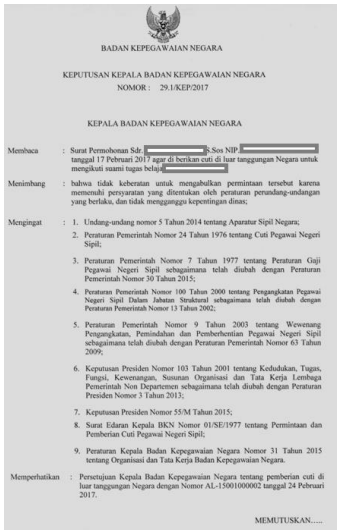 BADAN KEPEGAWAIAN NEGARA
KEPUTUSAN KEPALA BADAN KEPEGAWAIAN NEGARA
NOMOR : 29.1/KEP/2017
KEPALA BADAN KEPEGAWAIAN NEGARA
Membaca : Surat Permohonan Sdr. S.Sos NIP.
tanggal 17 Pebruari 2017 agar di berikan cuti di luar tanggungan Negara untuk
mengikuti suami tugas belajar
Menimbang : bahwa tidak keberatan untuk mengabulkan permintaan tersebut karena
memenuhi persyaratan yang ditentukan oleh peraturan perundang-undangan
yang berlaku, dan tidak mengganggu kepentingan dinas;
Mengingat : 1. Undang-undang nomor 5 Tahun 2014 tentang Aparatur Sipil Negara;
2. Peraturan Pemerintah Nomor 24 Tahun 1976 tentang Cuti Pegawai Negeri
Sipil;
3. Peraturan Pemerintah Nomor 7 Tahun 1977 tentang Peraturan Gaji
Pegawai Negeri Sipil sebagaimana telah diubah dengan Peraturan
Pemerintah Nomor 30 Tahun 2015;
4. Peraturan Pemerintah Nomor 100 Tahun 2000 tentang Pengangkatan Pegawai
Negeri Sipil Dalam Jabatan Struktural sebagaimana telah diubah dengan
Peraturan Pemerintah Nomor 13 Tahun 2002;
5. Peraturan Pemerintah Nomor 9 Tahun 2003 tentang Wewenang
Pengangkatan, Pemindahan dan Pemberhentian Pegawai Negeri Sipil
sebagaimana telah diubah dengan Peraturan Pemerintah Nomor 63 Tahun
2009;
6. Keputusan Presiden Nomor 103 Tahun 2001 tentang Kedudukan, Tugas,
Fungsi, Kewenangan, Susunan Organisasi dan Tata Kerja Lembaga
Pemerintah Non Departemen sebagaimana telah diubah dengan Peraturan
Presiden Nomor 3 Tahun 2013;
7. Keputusan Presiden Nomor 55/M Tahun 2015;
8. Surat Edaran Kepala BKN Nomor 01/SE/1977 tentang Permintaan dan
Pemberian Cuti Pegawai Negeri Sipil;
9. Peraturan Kepala Badan Kepegawaian Negara Nomor 31 Tahun 2015
tentang Organisasi dan Tata Kerja Badan Kepegawaian Negara.
Memperhatikan : Persetujuan Kepala Badan Kepegawaian Negara tentang pemberian cuti di
luar tanggungan Negara dengan Nomor AL-15001000002 tanggal 24 Pebruari
2017.
MEMUTUSKAN.....